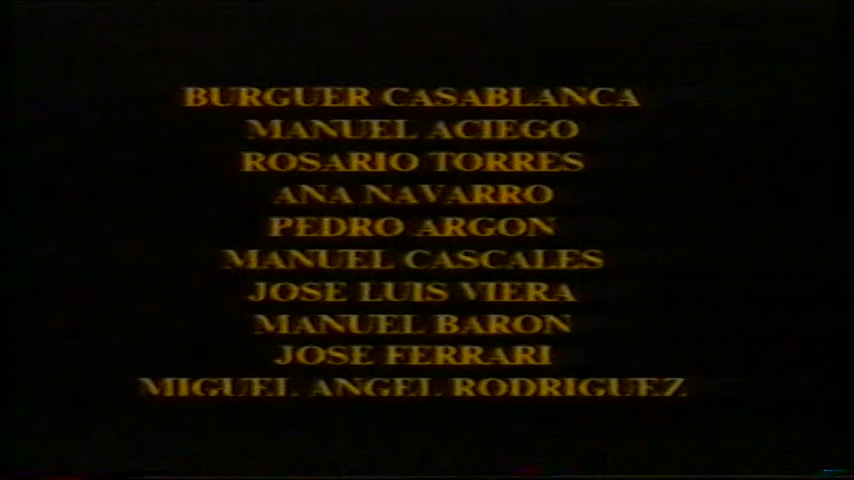 BURGUER CASABLANCA
MANUEL ACIEGO
ROSARIO TORRES
ANA NAVARRO
PEDRO ARGON
MANUEL CASCALES
JOSE LUIS VIERA
MANUEL BARON
JOSE FERRARI
MIGUEL ANGEL RODRIGUEZ